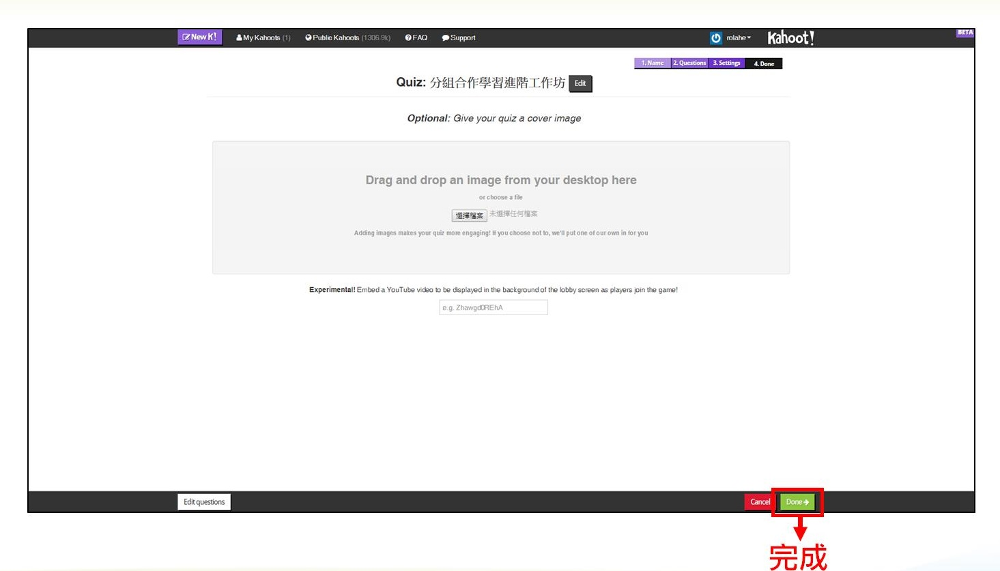 New K! My Kahoots (1) Public Kahoots (1306.9k) FAQ Support rolahe Kahoot! BETA
1. Name 2. Questions 3. Settings 4. Done
Quiz: 分組合作學習進階工作坊 Edit
Optional: Give your quiz a cover image
Drag and drop an image from your desktop here
or choose a file
選擇檔案 未選擇任何檔案
Adding images makes your quiz more engaging! If you choose not to, we'll put one of our own in for you
Experimental! Embed a YouTube video to be displayed in the background of the lobby screen as players join the game!
e.g. ZhawgdOREhA
Edit questions Cancel Done
完成